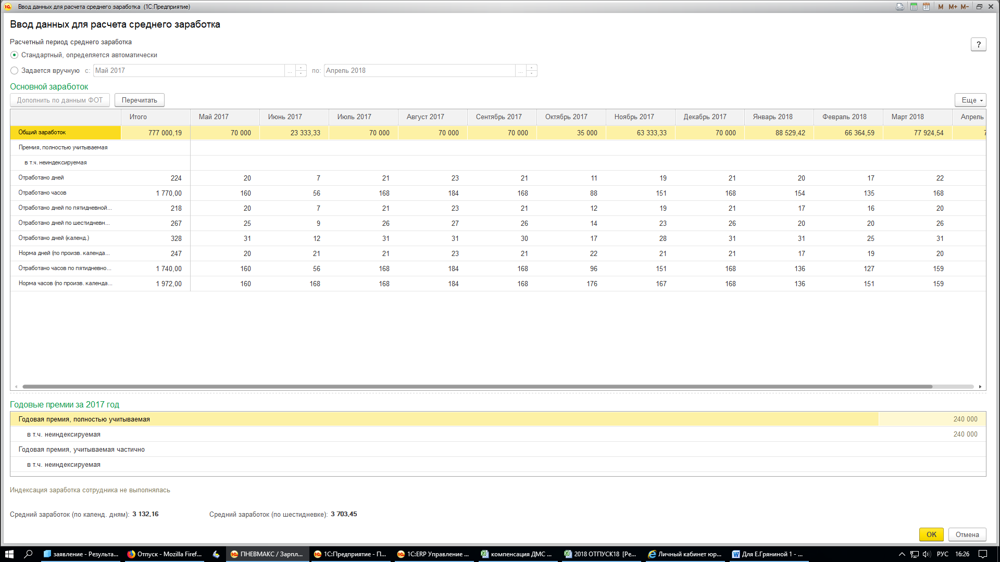 Ввод данных для расчета среднего заработка (1С:Предприятие)
M M+ M-
Ввод данных для расчета среднего заработка
Расчетный период среднего заработка
?
Стандартный, определяется автоматически
Задается вручную с: Май 2017 ... по: Апрель 2018 ...
Основной заработок
Дополнить по данным ФОТ Перечитать Еще
Итого Май 2017 Июнь 2017 Июль 2017 Август 2017 Сентябрь 2017 Октябрь 2017 Ноябрь 2017 Декабрь 2017 Январь 2018 Февраль 2018 Март 2018 Апрель
Общий заработок 777 000,19 70 000 23 333,33 70 000 70 000 70 000 35 000 63 333,33 70 000 88 529,42 66 364,59 77 924,54 7
Премия, полностью учитываемая
в т.ч. неиндексируемая
Отработано дней 224 20 7 21 23 21 11 19 21 20 17 22
Отработано часов 1 770,00 160 56 168 184 168 88 151 168 154 135 168
Отработано дней по пятидневной... 218 20 7 21 23 21 12 19 21 17 16 20
Отработано дней по шестидневн... 267 25 9 26 27 26 14 23 26 20 20 26
Отработано дней (календ.) 328 31 12 31 31 30 17 28 31 31 25 31
Норма дней (по произв. календа... 247 20 21 21 23 21 22 21 21 17 19 20
Отработано часов по пятидневно... 1 740,00 160 56 168 184 168 96 151 168 136 127 159
Норма часов (по произв. календа... 1 972,00 160 168 168 184 168 176 167 168 136 151 159
Годовые премии за 2017 год
Годовая премия, полностью учитываемая 240 000
в т.ч. неиндексируемая 240 000
Годовая премия, учитываемая частично
в т.ч. неиндексируемая
Индексация заработка сотрудника не выполнялась
Средний заработок (по календ. дням): 3 132,16 Средний заработок (по шестидневке): 3 703,45
OK Отмена
заявление - Результа... Отпуск - Mozilla Firef... ПНЕВМАКС / Зарпл... 1С:Предприятие - П... 1С:ERP Управление ... компенсация ДМС ... 2018 ОТПУСК18 [Ре... Личный кабинет юр... Для Е.Гряниной 1 - ... РУС 16:26